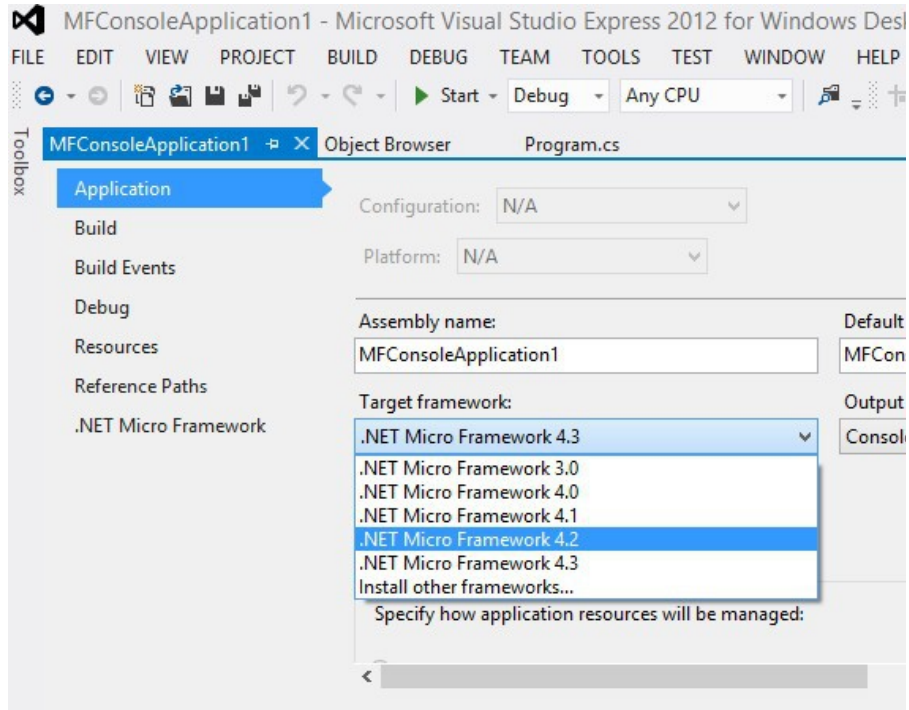 MFConsoleApplication1 - Microsoft Visual Studio Express 2012 for Windows Desk
FILE EDIT VIEW PROJECT BUILD DEBUG TEAM TOOLS TEST WINDOW HELP
Start Debug Any CPU
Toolbox
MFConsoleApplication1 Object Browser Program.cs
Application
Build
Build Events
Debug
Resources
Reference Paths
.NET Micro Framework
Configuration: N/A
Platform: N/A
Assembly name: Default
MFConsoleApplication1 MFCon
Target framework: Output
.NET Micro Framework 4.3 Consol
.NET Micro Framework 3.0
.NET Micro Framework 4.0
.NET Micro Framework 4.1
.NET Micro Framework 4.2
.NET Micro Framework 4.3
Install other frameworks...
Specify how application resources will be managed: